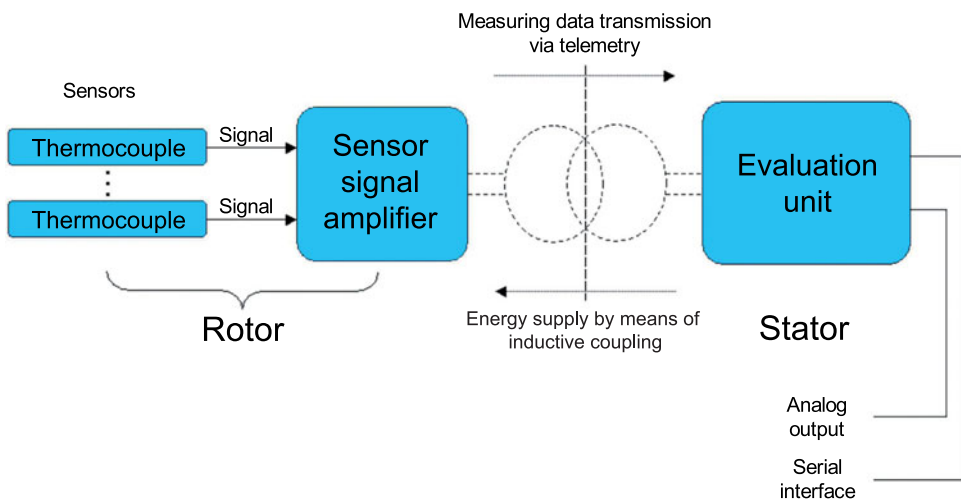 Measuring data transmission
via telemetry
Sensors
Thermocouple
Signal
Thermocouple
Signal
Sensor
signal
amplifier
Evaluation
unit
Rotor
Energy supply by means of
inductive coupling
Stator
Analog
output
Serial
interface